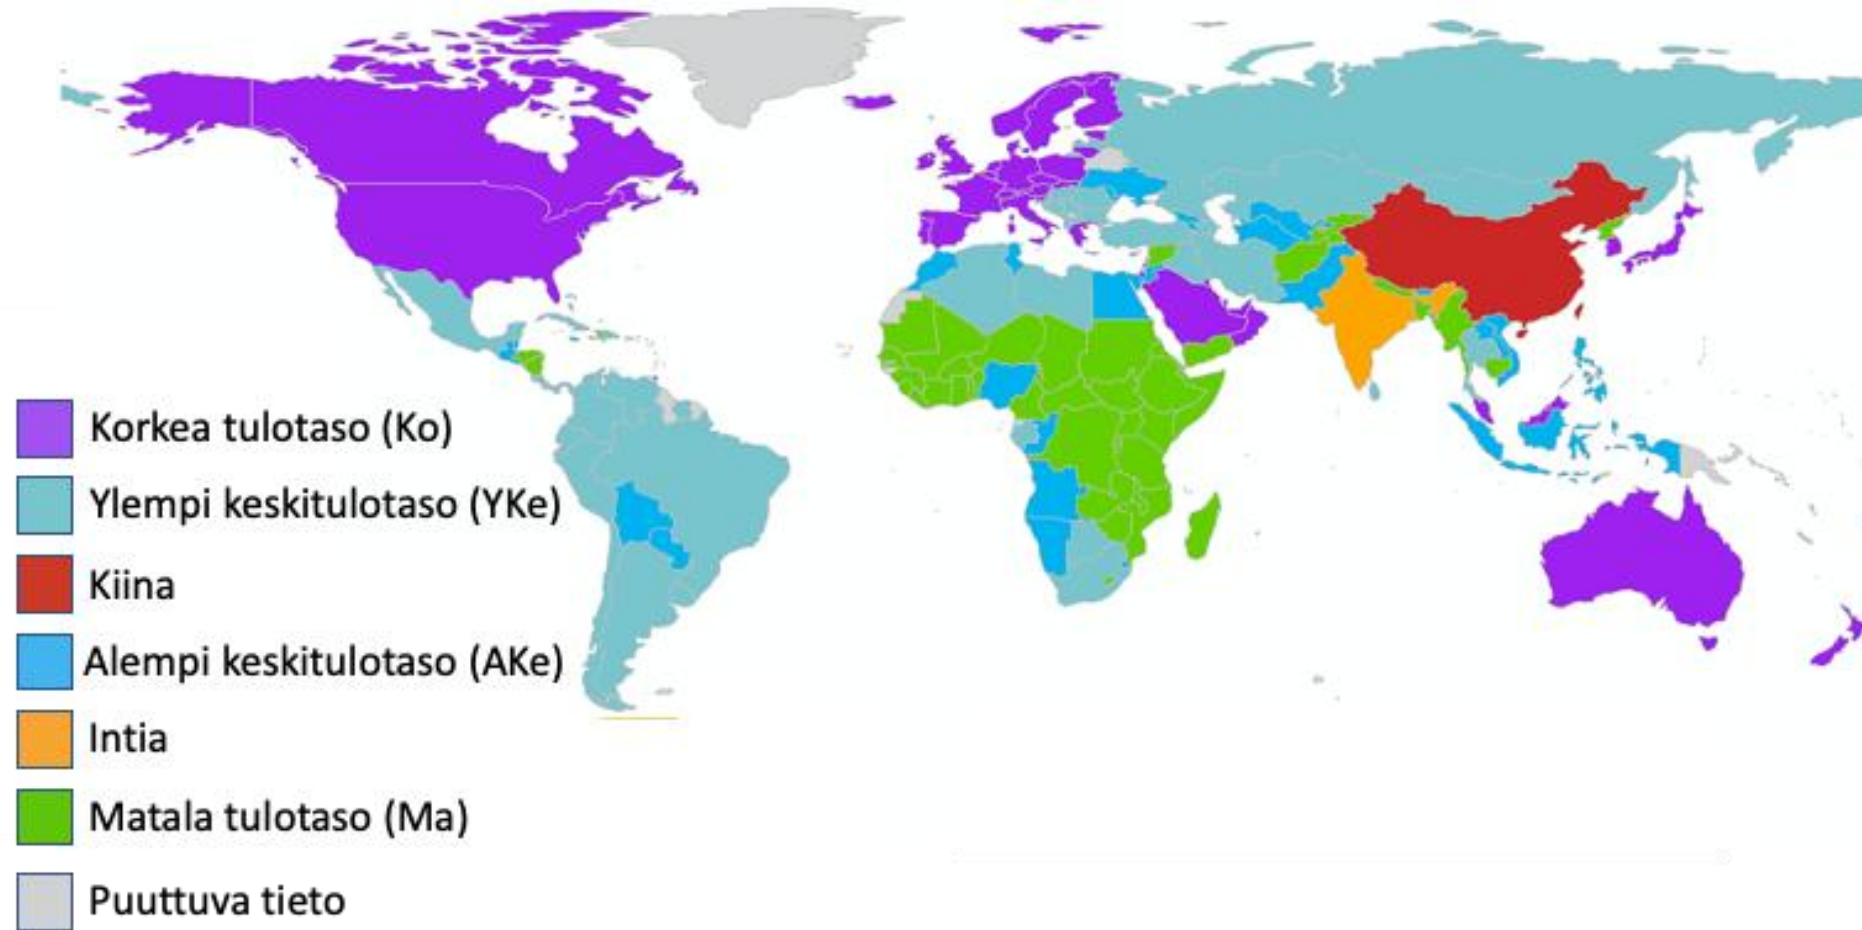 Korkea tulotaso (Ko)
Ylempi keskitulotaso (YKe)
Kiina
Alempi keskitulotaso (AKe)
Intia
Matala tulotaso (Ma)
Puuttuva tieto